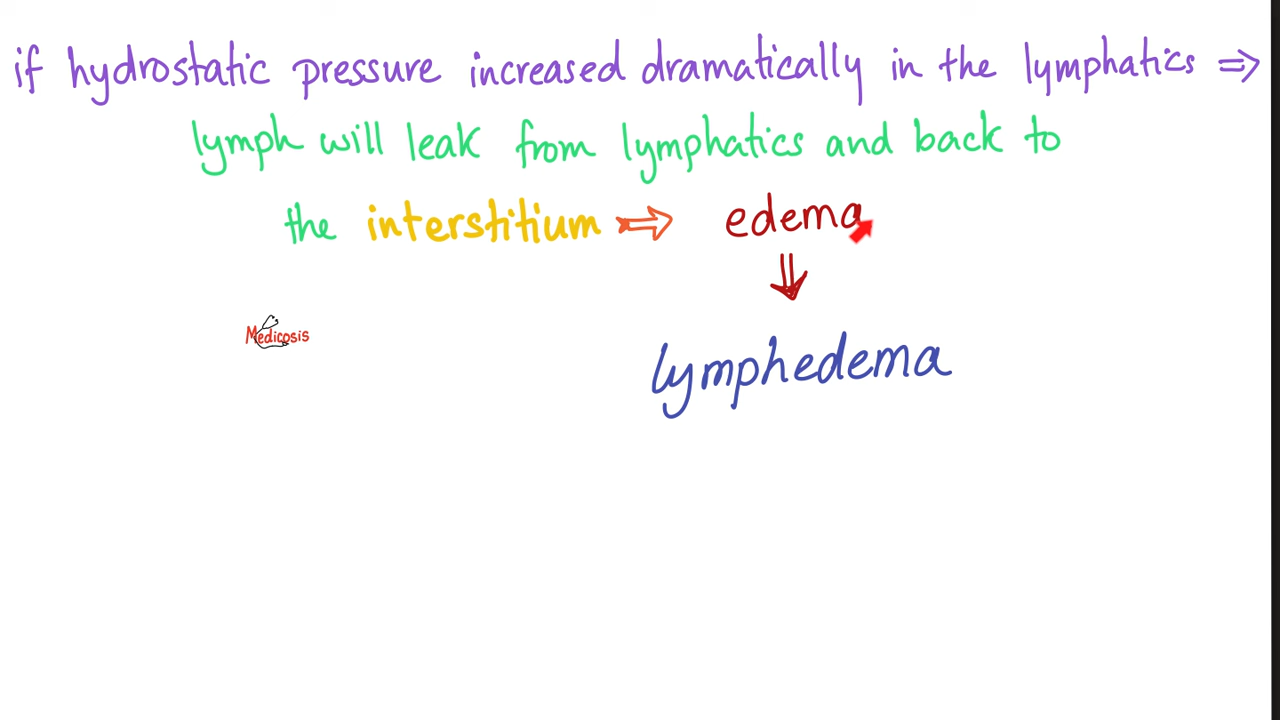 if hydrostatic pressure increased dramatically in the lymphatics ⇒
lymph will leak from lymphatics and back to
the interstitium ⇒ edema
⇓
Medicosis
lymphedema